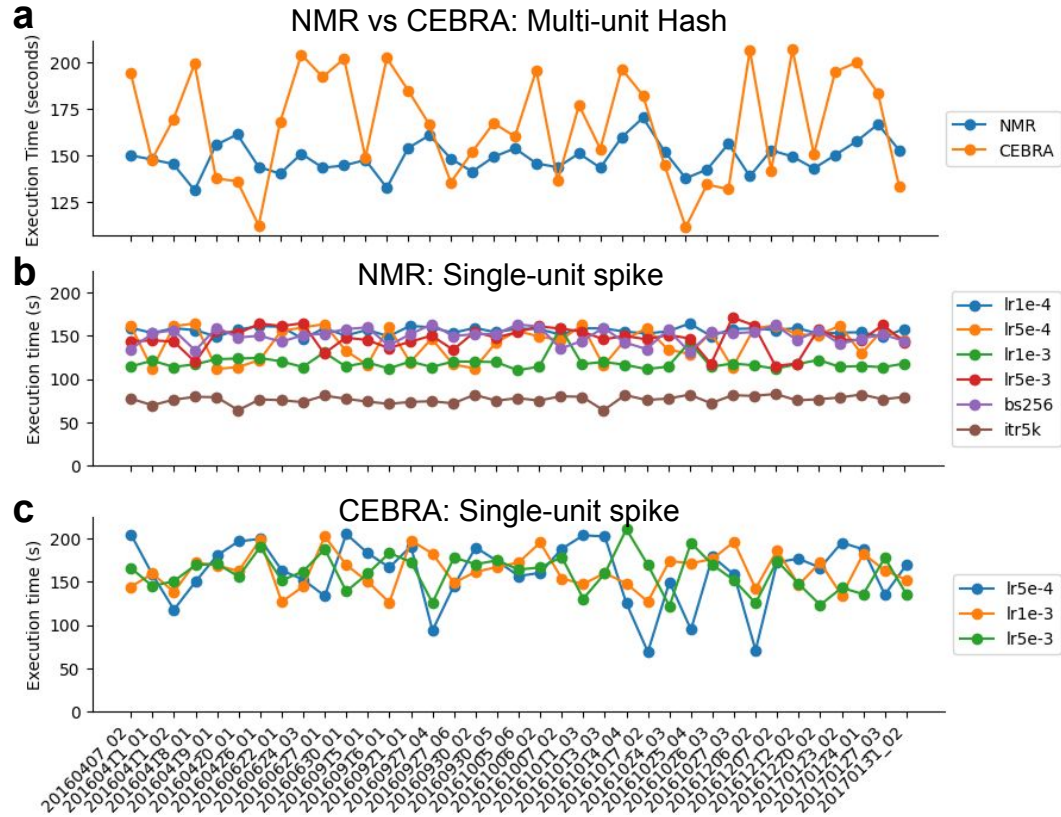 a
NMR vs CEBRA: Multi-unit Hash
Execution Time (seconds)
200
175
150
125
NMR
CEBRA
b
NMR: Single-unit spike
Execution time (s)
200
150
100
50
0
lr1e-4
lr5e-4
lr1e-3
lr5e-3
bs256
itr5k
c
CEBRA: Single-unit spike
Execution time (s)
200
150
100
50
0
lr5e-4
lr1e-3
lr5e-3
20160407_02
20160411_01
20160411_02
20160418_01
20160419_01
20160420_01
20160426_01
20160622_01
20160624_03
20160630_01
20160915_01
20160916_01
20160921_01
20160927_04
20160927_06
20160930_02
20160930_05
20161005_06
20161006_02
20161007_02
20161011_03
20161013_03
20161014_04
20161017_02
20161024_03
20161025_04
20161026_03
20161027_03
20161206_02
20161207_02
20161212_02
20161220_02
20170123_02
20170124_01
20170127_03
20170131_02